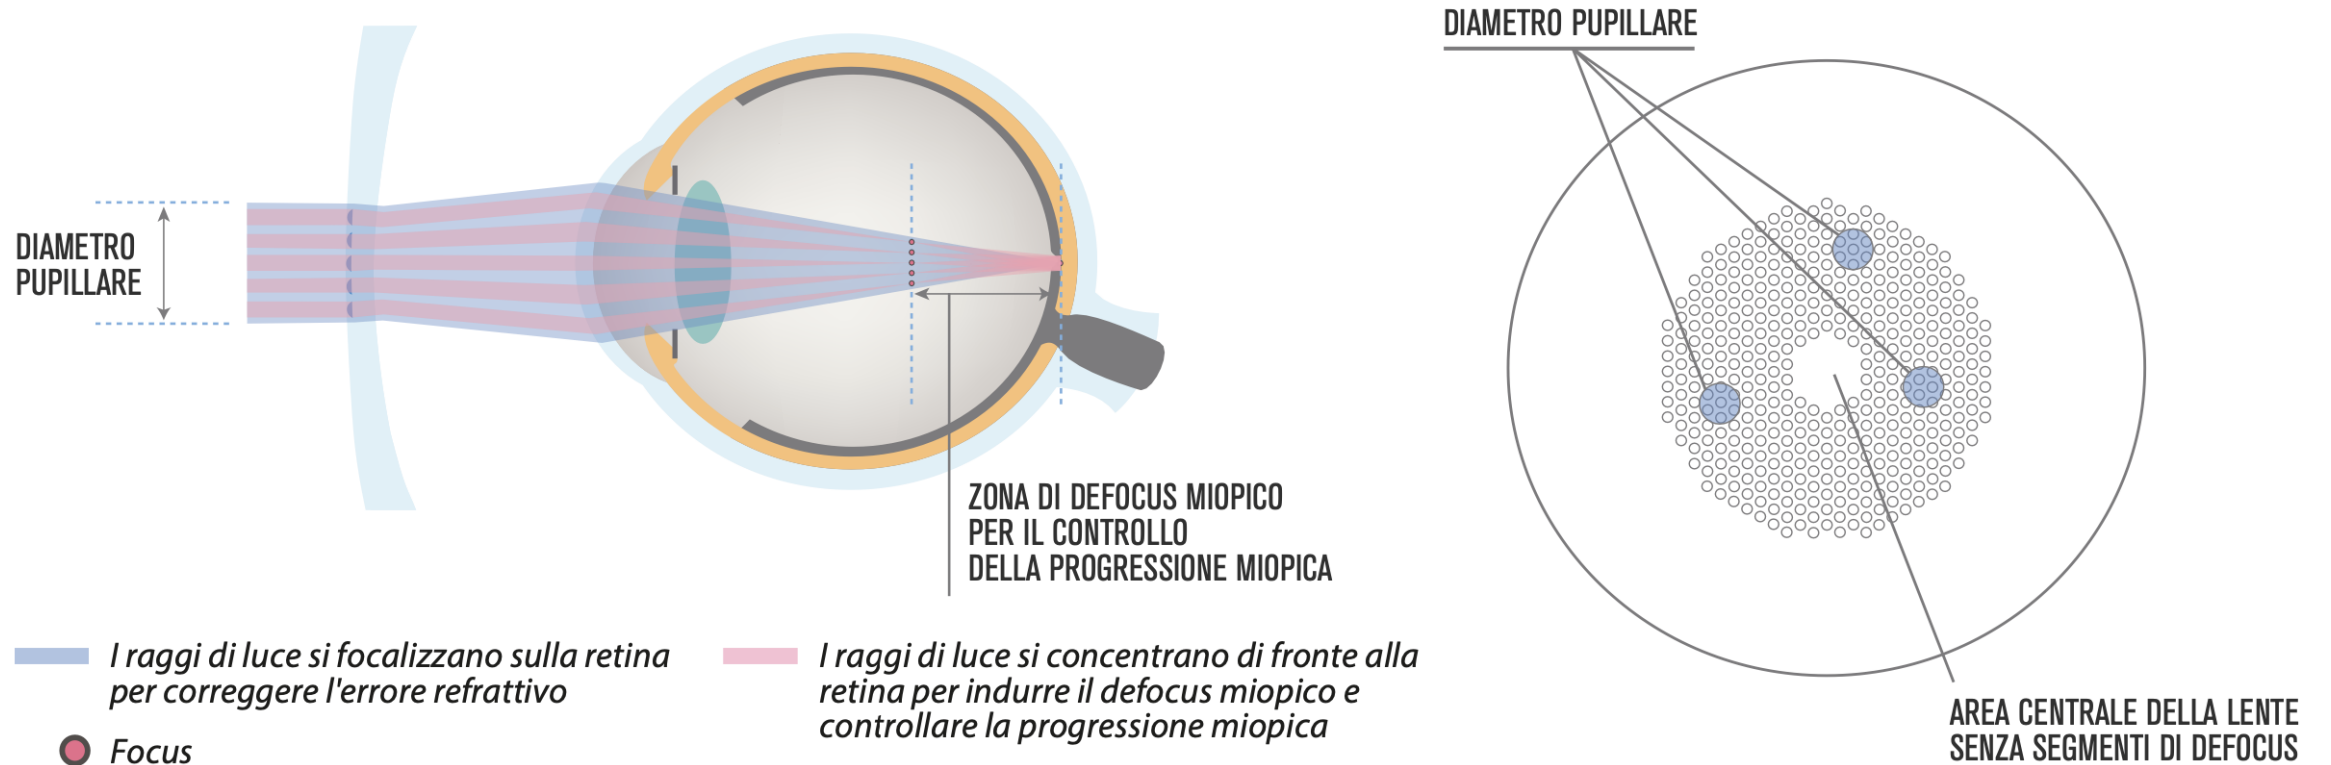 DIAMETRO
PUPILLARE
ZONA DI DEFOCUS MIOPICO
PER IL CONTROLLO
DELLA PROGRESSIONE MIOPICA
I raggi di luce si focalizzano sulla retina
per correggere l'errore refrattivo
Focus
I raggi di luce si concentrano di fronte alla
retina per indurre il defocus miopico e
controllare la progressione miopica
DIAMETRO PUPILLARE
AREA CENTRALE DELLA LENTE
SENZA SEGMENTI DI DEFOCUS